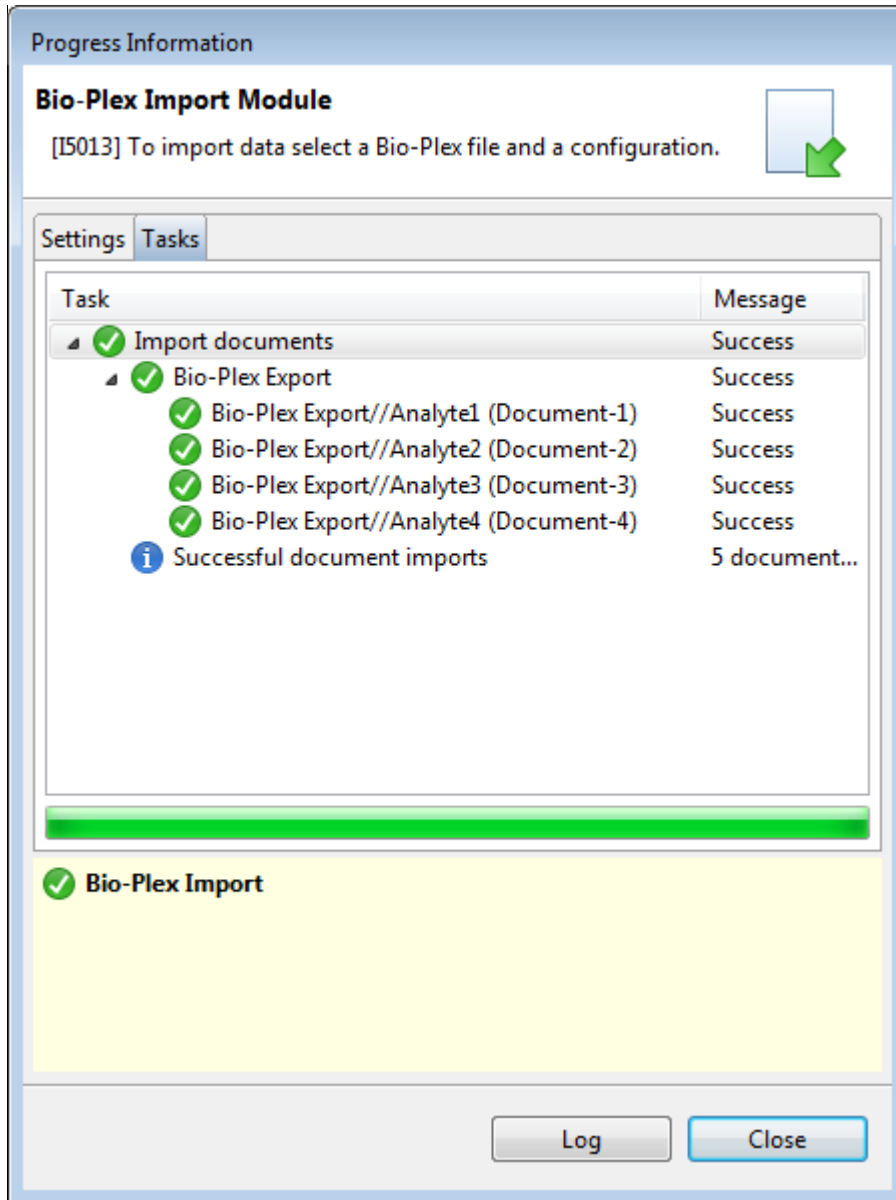 Progress Information
Bio-Plex Import Module
[I5013] To import data select a Bio-Plex file and a configuration.
Settings Tasks
Task Message
Import documents Success
Bio-Plex Export Success
Bio-Plex Export//Analyte1 (Document-1) Success
Bio-Plex Export//Analyte2 (Document-2) Success
Bio-Plex Export//Analyte3 (Document-3) Success
Bio-Plex Export//Analyte4 (Document-4) Success
Successful document imports 5 document...
Bio-Plex Import
Log Close